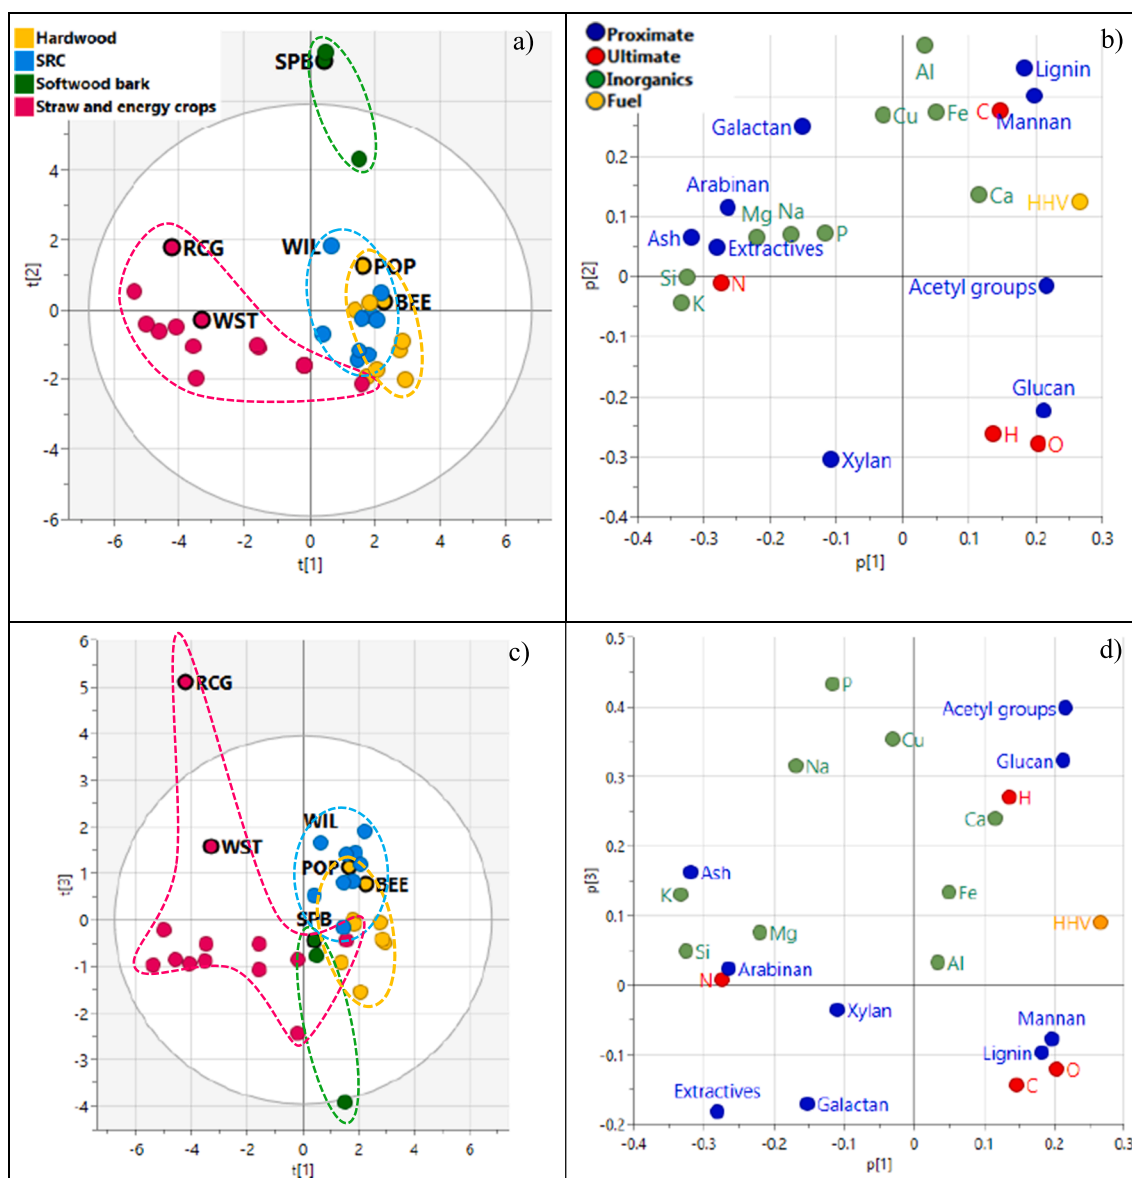 a)
Hardwood
SRC
Softwood bark
Straw and energy crops
SPB
RCG
WIL
POP
BEE
WST
4
2
0
-2
-4
-6
t[2]
-6
-4
-2
0
2
4
6
t[1]
b)
Proximate
Ultimate
Inorganics
Fuel
Al
Lignin
Mannan
C
Fe
Cu
Galactan
Arabinan
Mg
Na
P
Ca
HHV
Ash
Extractives
Si
N
K
Acetyl groups
Glucan
H
O
Xylan
0.2
0.1
0
-0.1
-0.2
-0.3
-0.4
p[2]
-0.4
-0.3
-0.2
-0.1
0
0.1
0.2
0.3
p[1]
c)
RCG
WST
WIL
POP
BEE
SPB
6
5
4
3
2
1
0
-1
-2
-3
-4
t[3]
-6
-4
-2
0
2
4
6
t[1]
d)
P
Acetyl groups
Cu
Glucan
Na
H
Ca
Ash
K
Fe
HHV
Mg
Si
Al
Arabinan
N
Xylan
Mannan
Lignin
O
C
Extractives
Galactan
0.5
0.4
0.3
0.2
0.1
0
-0.1
-0.2
p[3]
-0.4
-0.3
-0.2
-0.1
0
0.1
0.2
0.3
p[1]